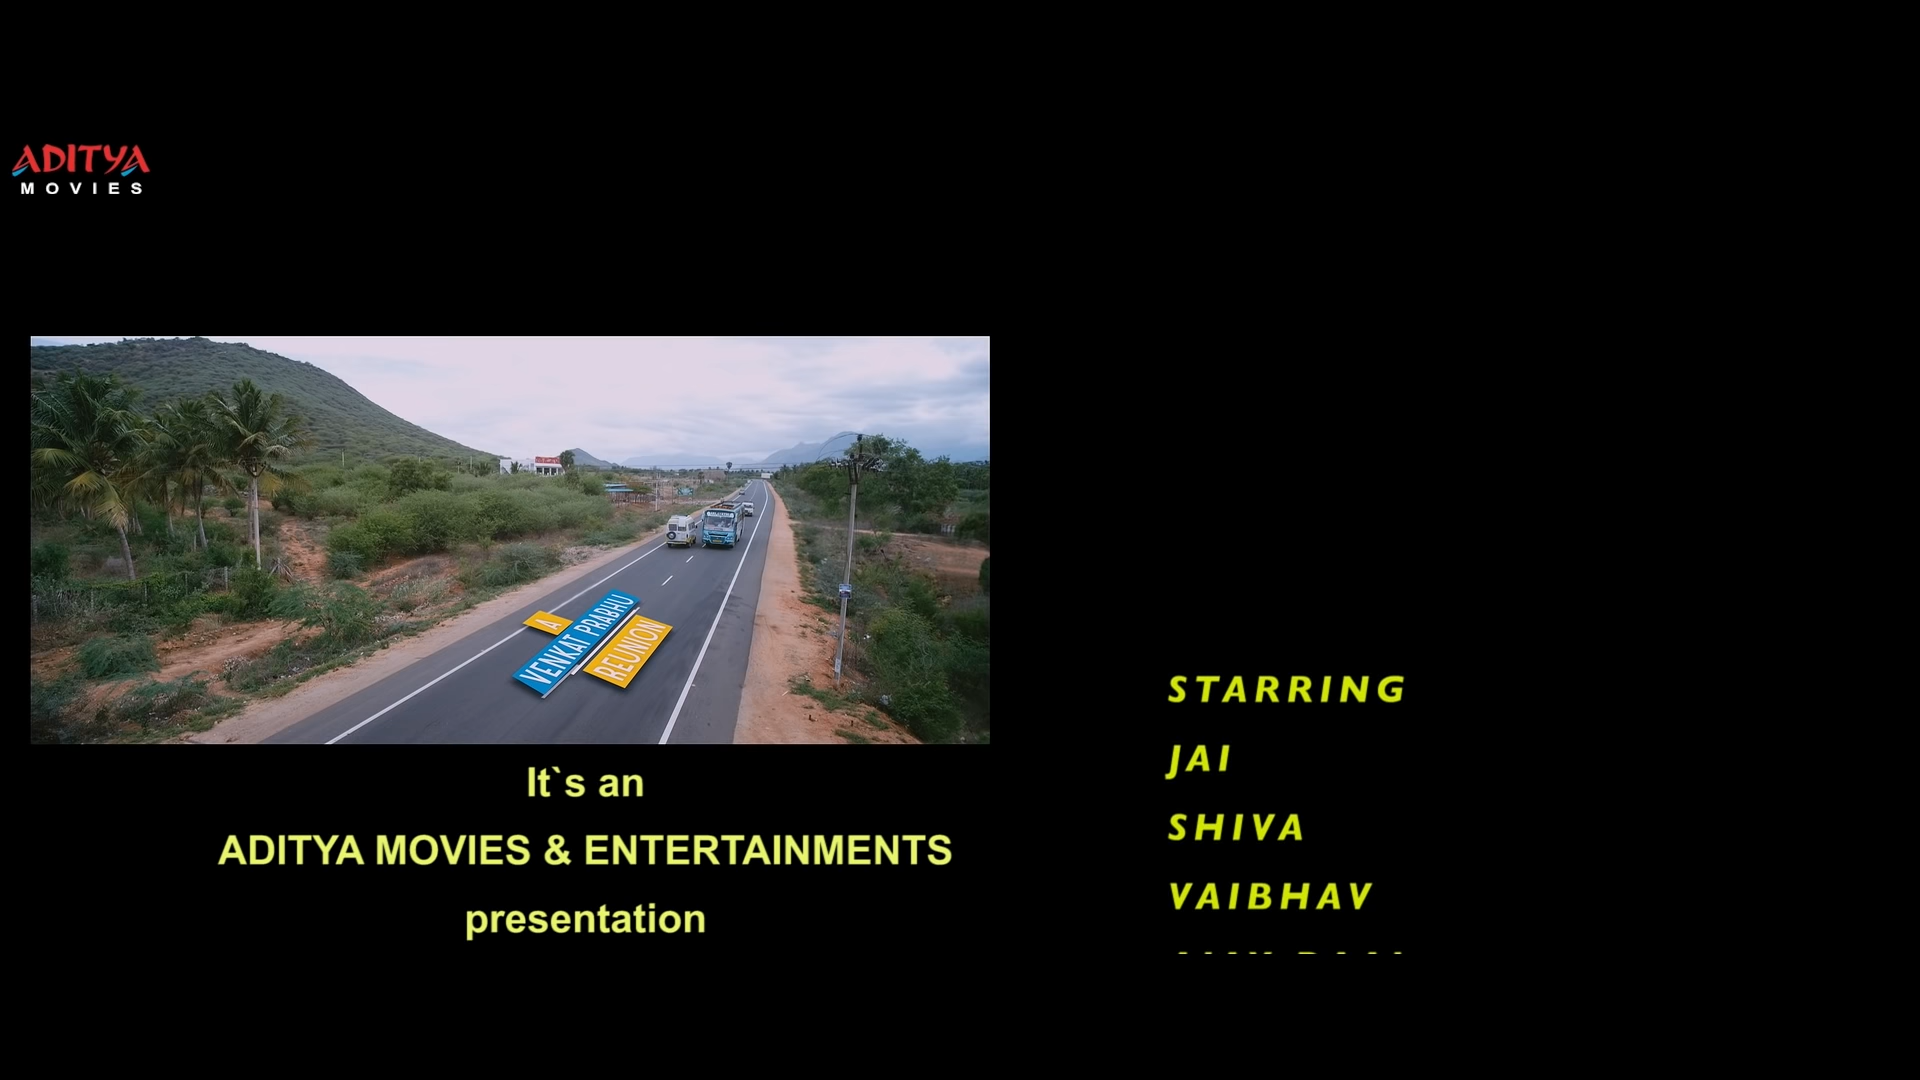 ADITYA
MOVIES
A
VENKAT PRABHU
REUNION
It`s an
ADITYA MOVIES & ENTERTAINMENTS
presentation
STARRING
JAI
SHIVA
VAIBHAV